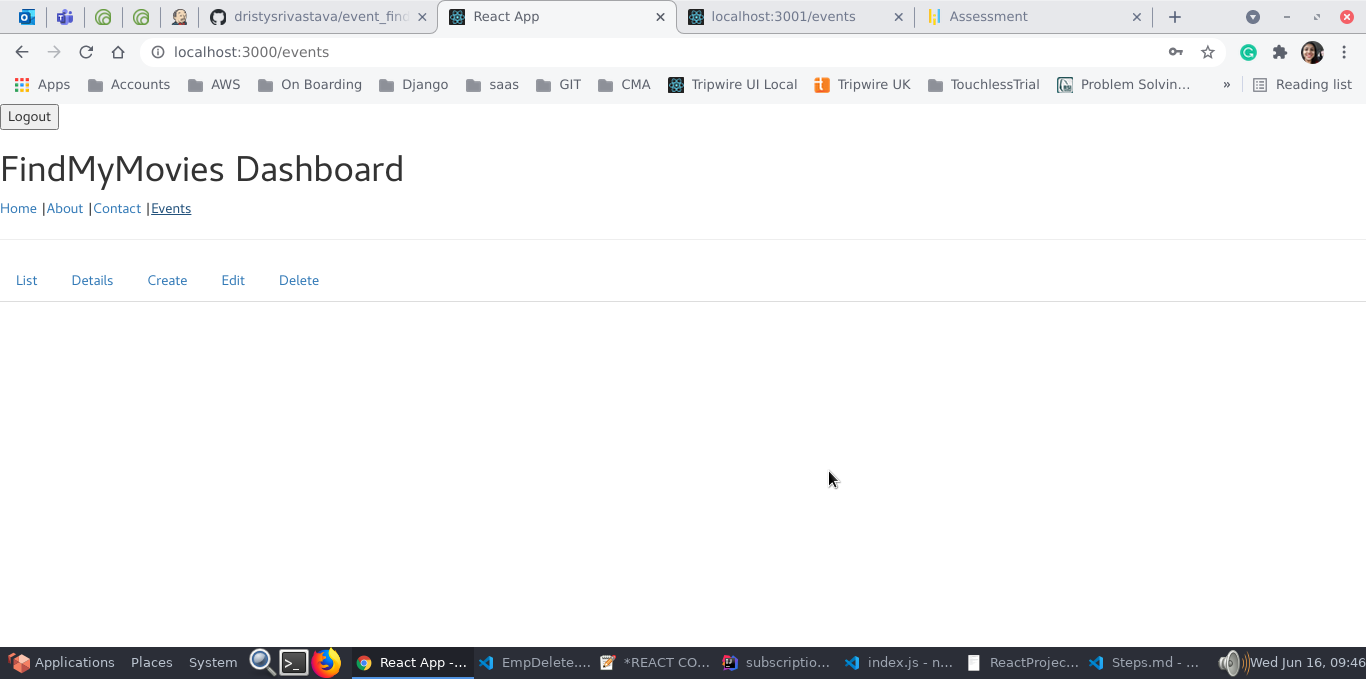 dristysrivastava/event_find
React App
localhost:3001/events
Assessment
localhost:3000/events
Apps Accounts AWS On Boarding Django saas GIT CMA Tripwire UI Local Tripwire UK TouchlessTrial Problem Solvin... » Reading list
Logout
FindMyMovies Dashboard
Home |About |Contact |Events
List Details Create Edit Delete
Applications Places System React App -... EmpDelete.... *REACT CO... subscriptio... index.js - n... ReactProjec... Steps.md - ... Wed Jun 16, 09:46